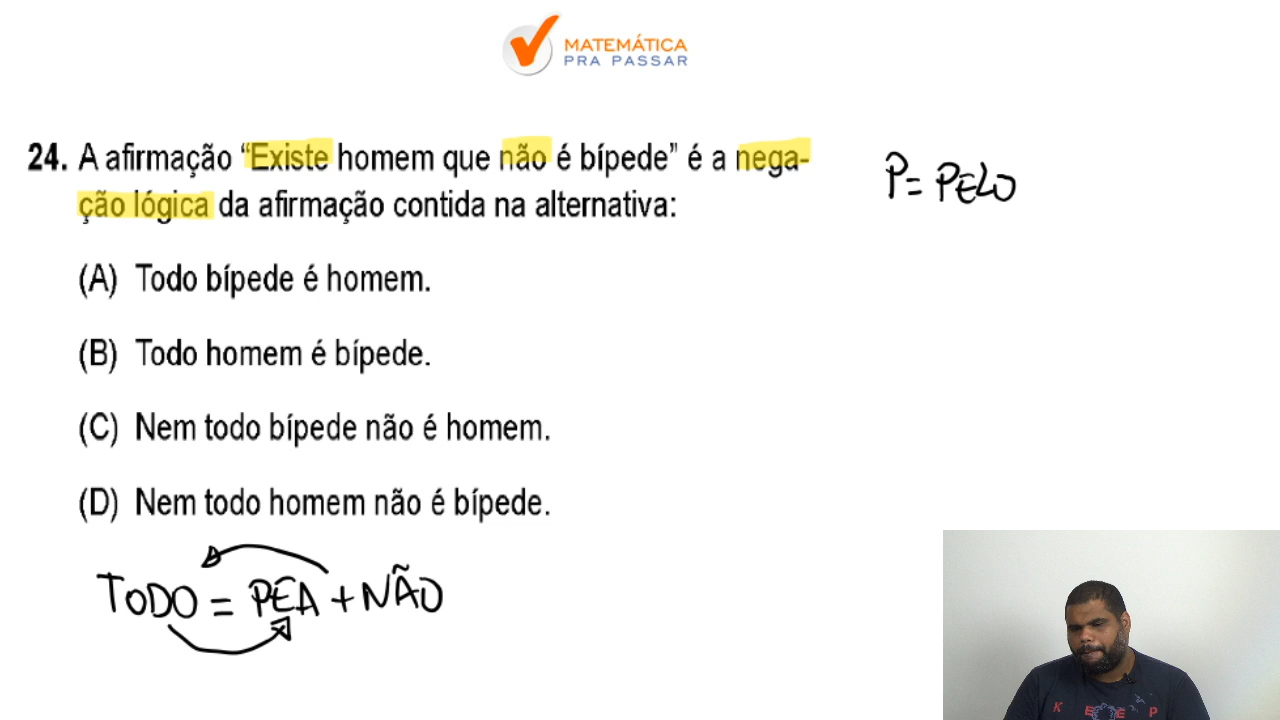 MATEMÁTICA
PRA PASSAR
24. A afirmação “Existe homem que não é bípede” é a nega-
ção lógica da afirmação contida na alternativa:
P= PELO
(A) Todo bípede é homem.
(B) Todo homem é bípede.
(C) Nem todo bípede não é homem.
(D) Nem todo homem não é bípede.
TODO = PEA + NÃO
K E E P